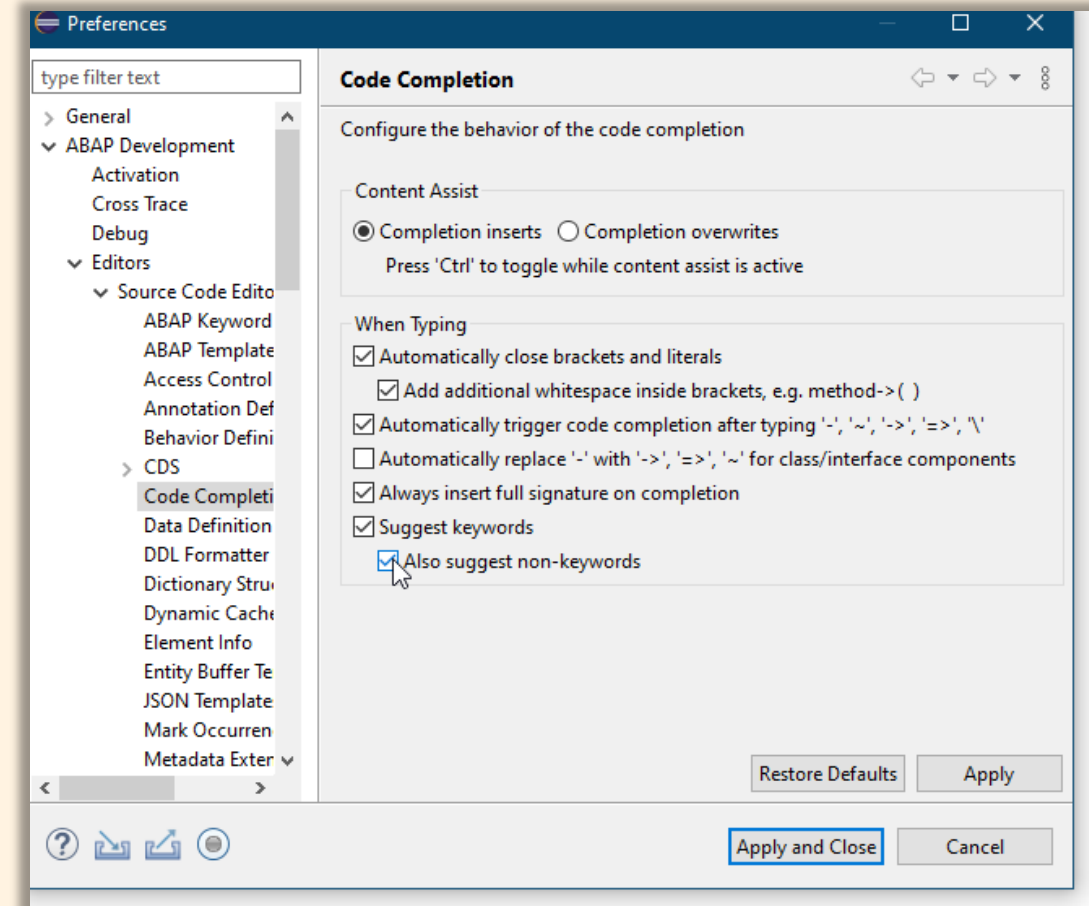 Preferences
type filter text
General
ABAP Development
Activation
Cross Trace
Debug
Editors
Source Code Edito
ABAP Keyword
ABAP Template
Access Control
Annotation Def
Behavior Defini
CDS
Code Completi
Data Definition
DDL Formatter
Dictionary Stru
Dynamic Cache
Element Info
Entity Buffer Te
JSON Template
Mark Occurren
Metadata Exter
Code Completion
Configure the behavior of the code completion
Content Assist
Completion inserts Completion overwrites
Press 'Ctrl' to toggle while content assist is active
When Typing
Automatically close brackets and literals
Add additional whitespace inside brackets, e.g. method->( )
Automatically trigger code completion after typing '-', '~', '->', '=>', '\'
Automatically replace '-' with '->', '=>', '~' for class/interface components
Always insert full signature on completion
Suggest keywords
Also suggest non-keywords
Restore Defaults Apply
Apply and Close Cancel